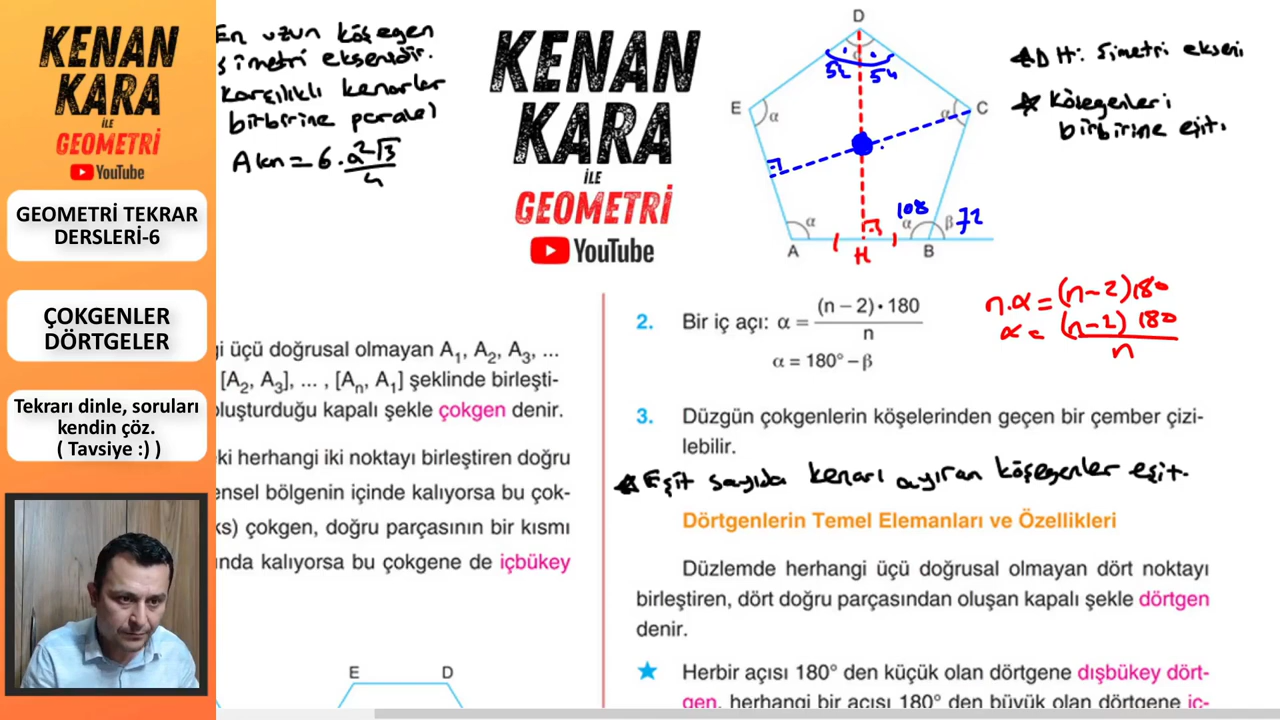 KENAN
KARA
İLE
GEOMETRİ
YouTube
GEOMETRİ TEKRAR
DERSLERİ-6
ÇOKGENLER
DÖRTGELER
Tekrarı dinle, soruları
kendin çöz.
( Tavsiye :) )
En uzun köşegen
simetri eksenidir.
Karşılıklı kenarlar
birbirine paralel
Alan = 6 . a²√3
4
gi üçü doğrusal olmayan A₁, A₂, A₃, ...
[A₂, A₃], ... , [Aₙ, A₁] şeklinde birleşti-
oluşturduğu kapalı şekle çokgen denir.
eki herhangi iki noktayı birleştiren doğru
ensel bölgenin içinde kalıyorsa bu çok-
ks) çokgen, doğru parçasının bir kısmı
ında kalıyorsa bu çokgene de içbükey
E D
KENAN
KARA
İLE
GEOMETRİ
YouTube
D
54 54
E α α C
108 72
α α β
A H B
DH: Simetri ekseni
Köşegenleri
birbirine eşit.
2. Bir iç açı: α = (n – 2) • 180
n
α = 180° – β
n.α = (n-2)180
α = (n-2) 180
n
3. Düzgün çokgenlerin köşelerinden geçen bir çember çizi-
lebilir.
Eşit sayıda kenarı ayıran köşegenler eşit.
Dörtgenlerin Temel Elemanları ve Özellikleri
Düzlemde herhangi üçü doğrusal olmayan dört noktayı
birleştiren, dört doğru parçasından oluşan kapalı şekle dörtgen
denir.
★ Herbir açısı 180° den küçük olan dörtgene dışbükey dört-
gen, herhangi bir açısı 180° den büyük olan dörtgene iç-